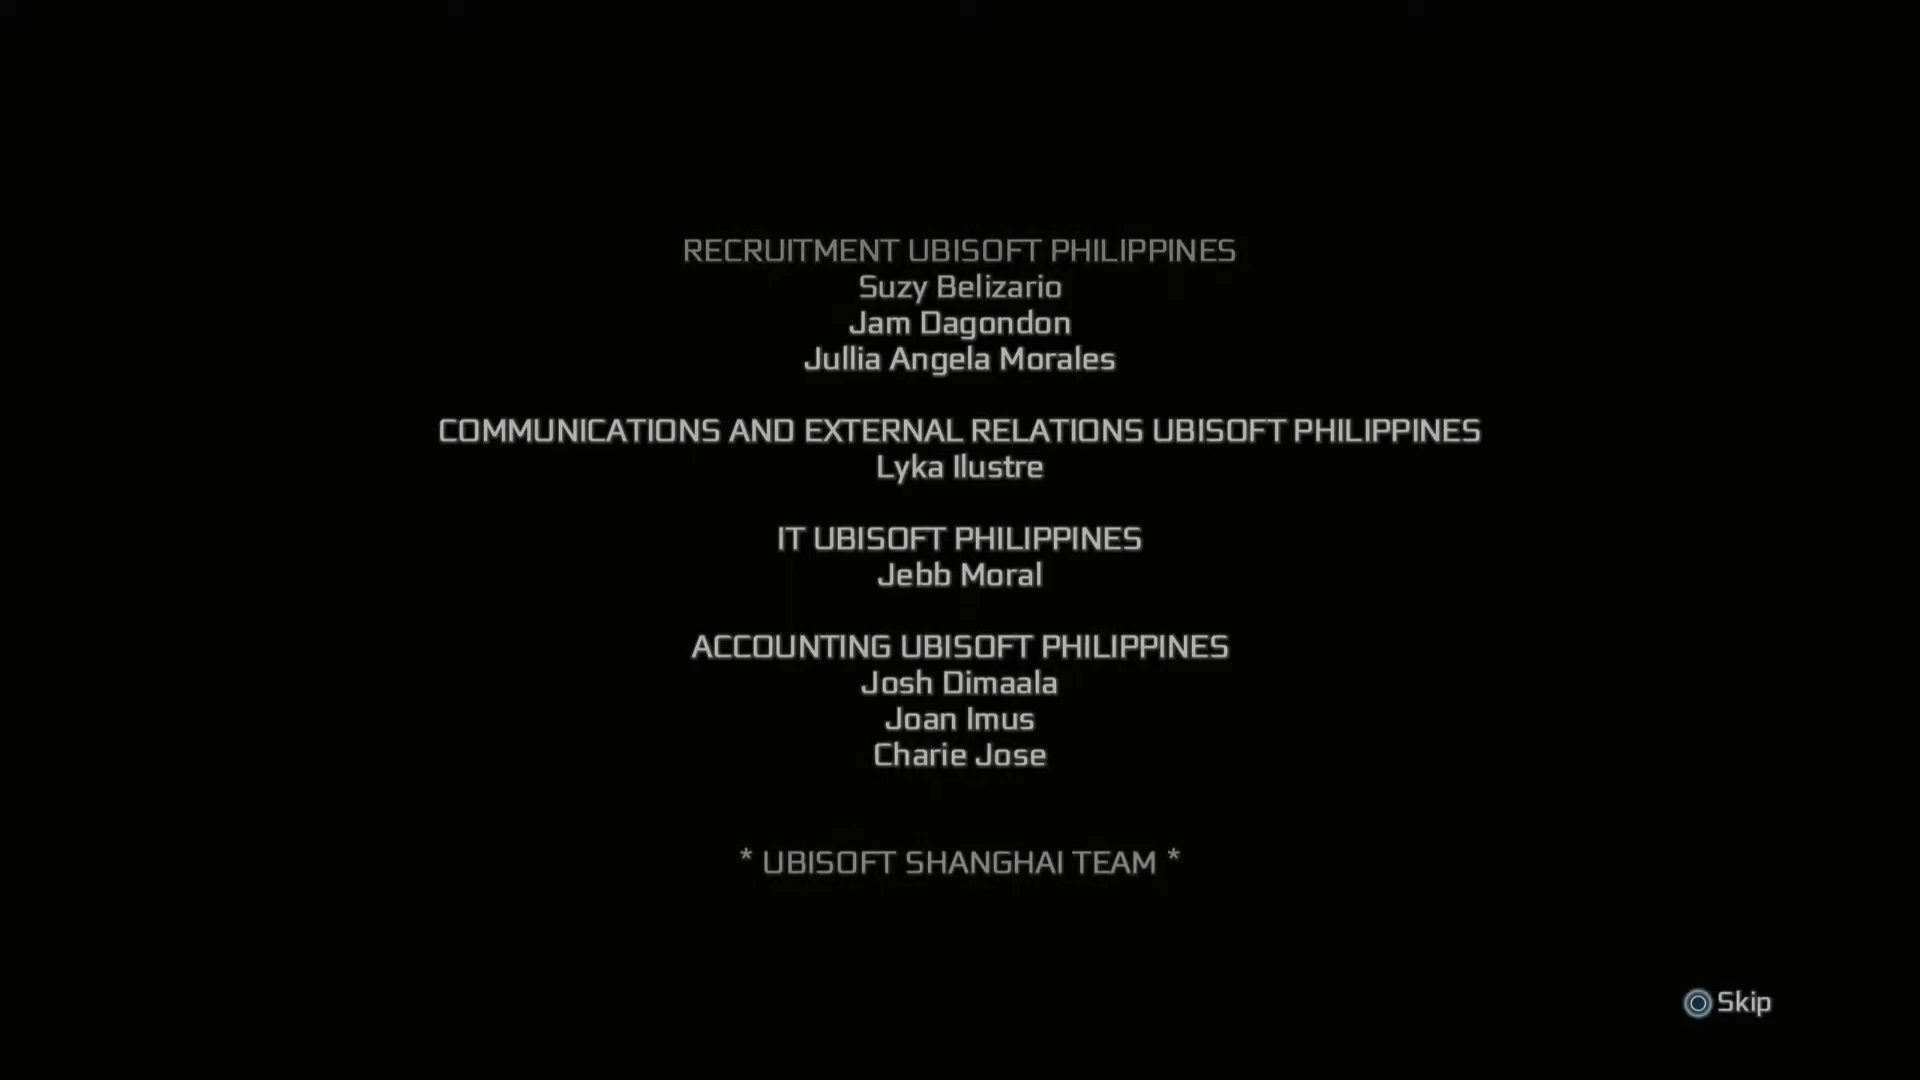 RECRUITMENT UBISOFT PHILIPPINES
Suzy Belizario
Jam Dagondon
Jullia Angela Morales
COMMUNICATIONS AND EXTERNAL RELATIONS UBISOFT PHILIPPINES
Lyka Ilustre
IT UBISOFT PHILIPPINES
Jebb Moral
ACCOUNTING UBISOFT PHILIPPINES
Josh Dimaala
Joan Imus
Charie Jose
* UBISOFT SHANGHAI TEAM *
Skip